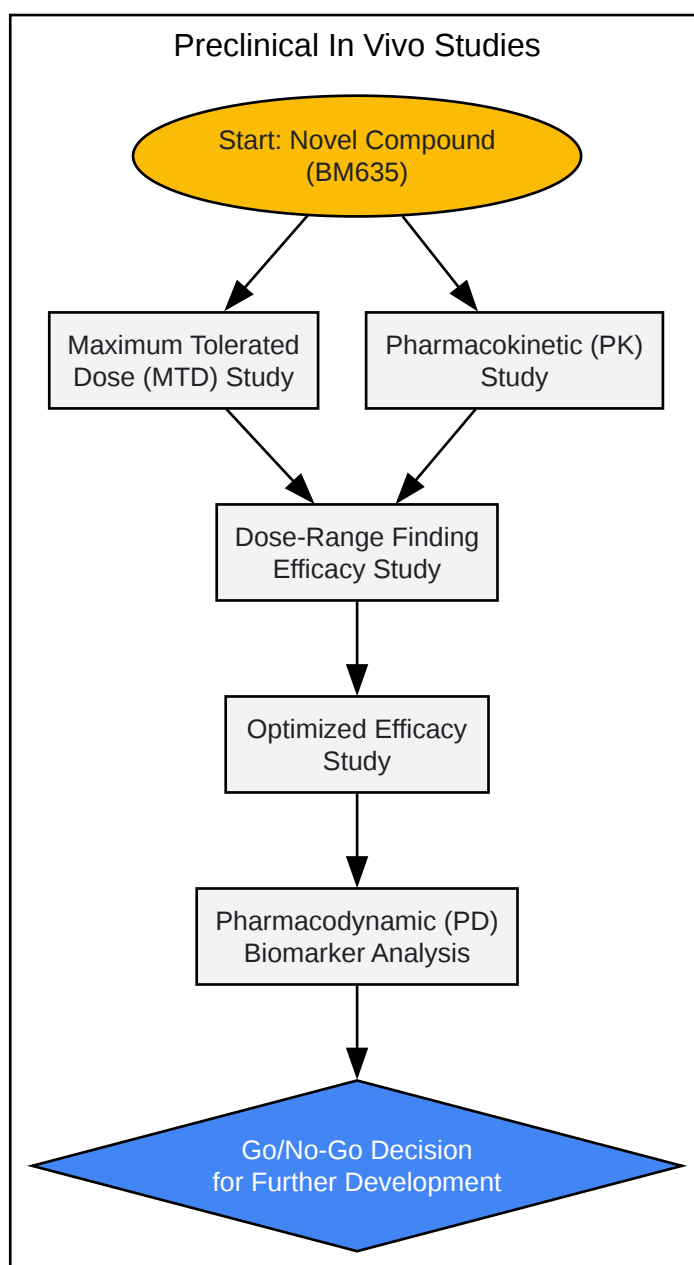 Preclinical In Vivo Studies
Start: Novel Compound
(BM635)
Maximum Tolerated
Dose (MTD) Study
Pharmacokinetic (PK)
Study
Dose-Range Finding
Efficacy Study
Optimized Efficacy
Study
Pharmacodynamic (PD)
Biomarker Analysis
Go/No-Go Decision
for Further Development